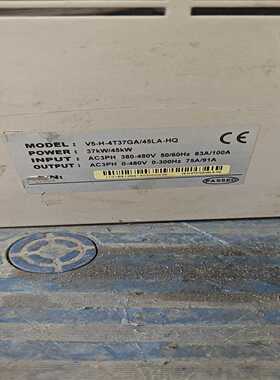 MODEL : V5-H-4T37GA/45LA-HQ
POWER : 37kW/45kW
INPUT : AC3PH 380-480V 50/60Hz 83A/100A
OUTPUT : AC3PH 0-480V 0-300Hz 75A/91A
S/N:
CE